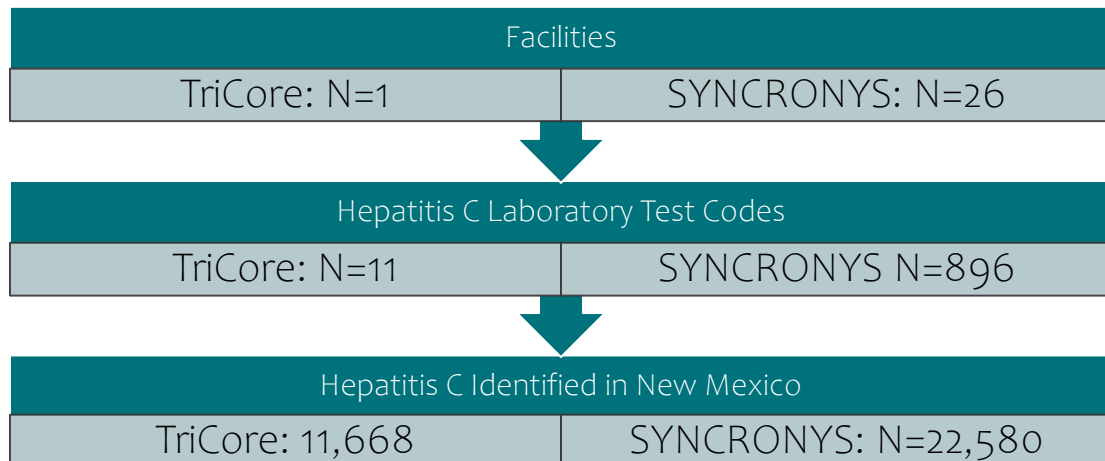 Facilities
TriCore: N=1
SYNCRONYS: N=26
Hepatitis C Laboratory Test Codes
TriCore: N=11
SYNCRONYS N=896
Hepatitis C Identified in New Mexico
TriCore: 11,668
SYNCRONYS: N=22,580